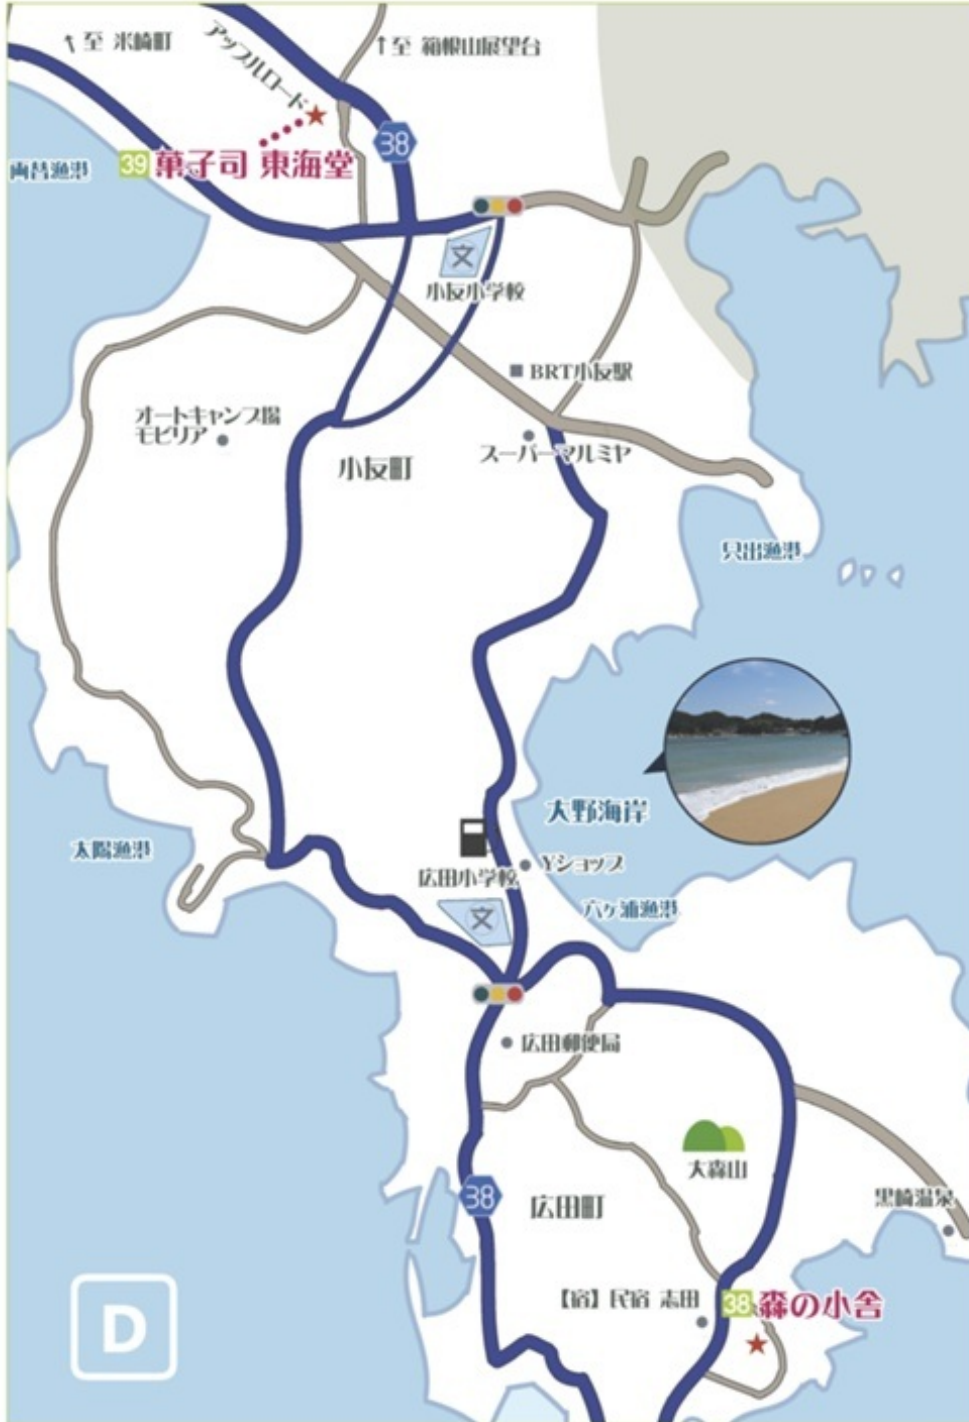 ↑至 米崎町
アップルロード
↑至 箱根山展望台
38
39 菓子司 東海堂
両替漁港
文
小友小学校
BRT小友駅
オートキャンプ場
モビリア
小友町
スーパーマルミヤ
只出漁港
大野海岸
太陽漁港
Yショップ
広田小学校
文
六ケ浦漁港
広田郵便局
大森山
38
広田町
黒崎温泉
【宿】民宿 志田
38 森の小舎
D